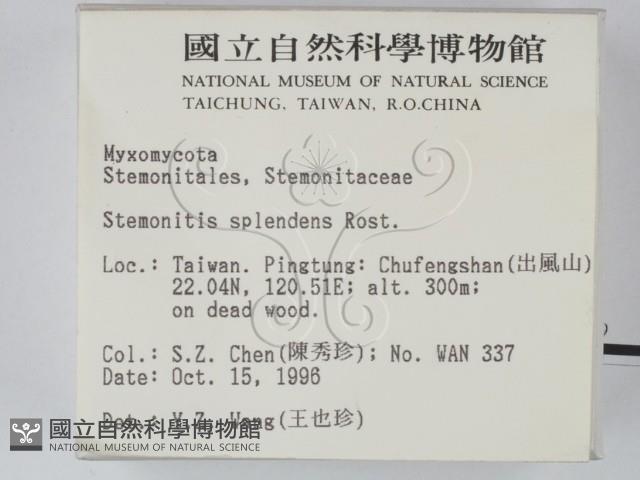 國立自然科學博物館
NATIONAL MUSEUM OF NATURAL SCIENCE
TAICHUNG, TAIWAN, R.O.CHINA
Myxomycota
Stemonitales, Stemonitaceae
Stemonitis splendens Rost.
Loc.: Taiwan. Pingtung: Chufengshan(出風山)
22.04N, 120.51E; alt. 300m;
on dead wood.
Col.: S.Z. Chen(陳秀珍); No. WAN 337
Date: Oct. 15, 1996
Det.: Y.Z. Wang(王也珍)
國立自然科學博物館
NATIONAL MUSEUM OF NATURAL SCIENCE